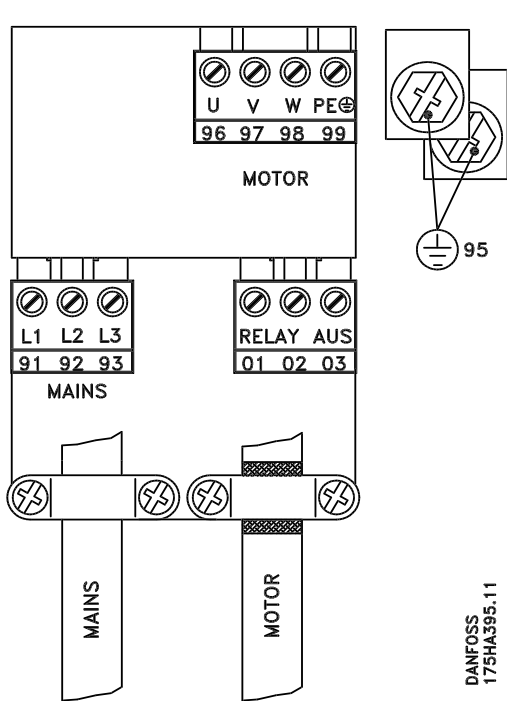 U V W PE
96 97 98 99
MOTOR
95
L1 L2 L3
91 92 93
MAINS
RELAY AUS
01 02 03
MAINS
MOTOR
DANFOSS
175HA395.11